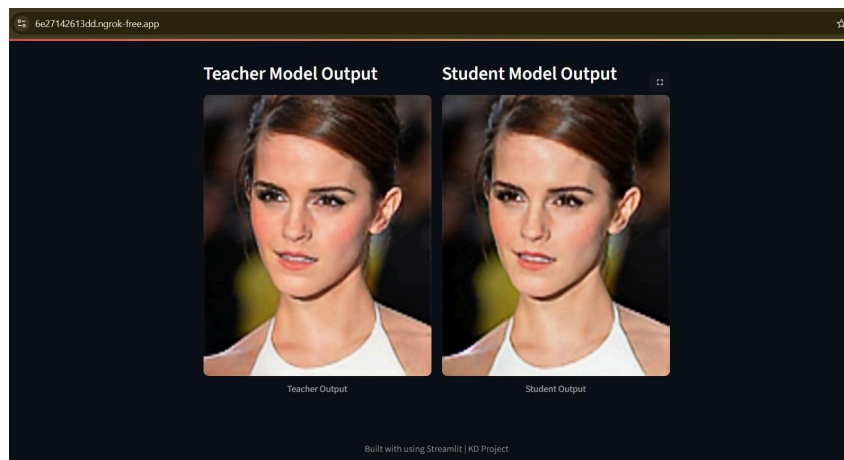 6e27142613dd.ngrok-free.app
Teacher Model Output
Student Model Output
Teacher Output
Student Output
Built with using Streamlit | KD Project